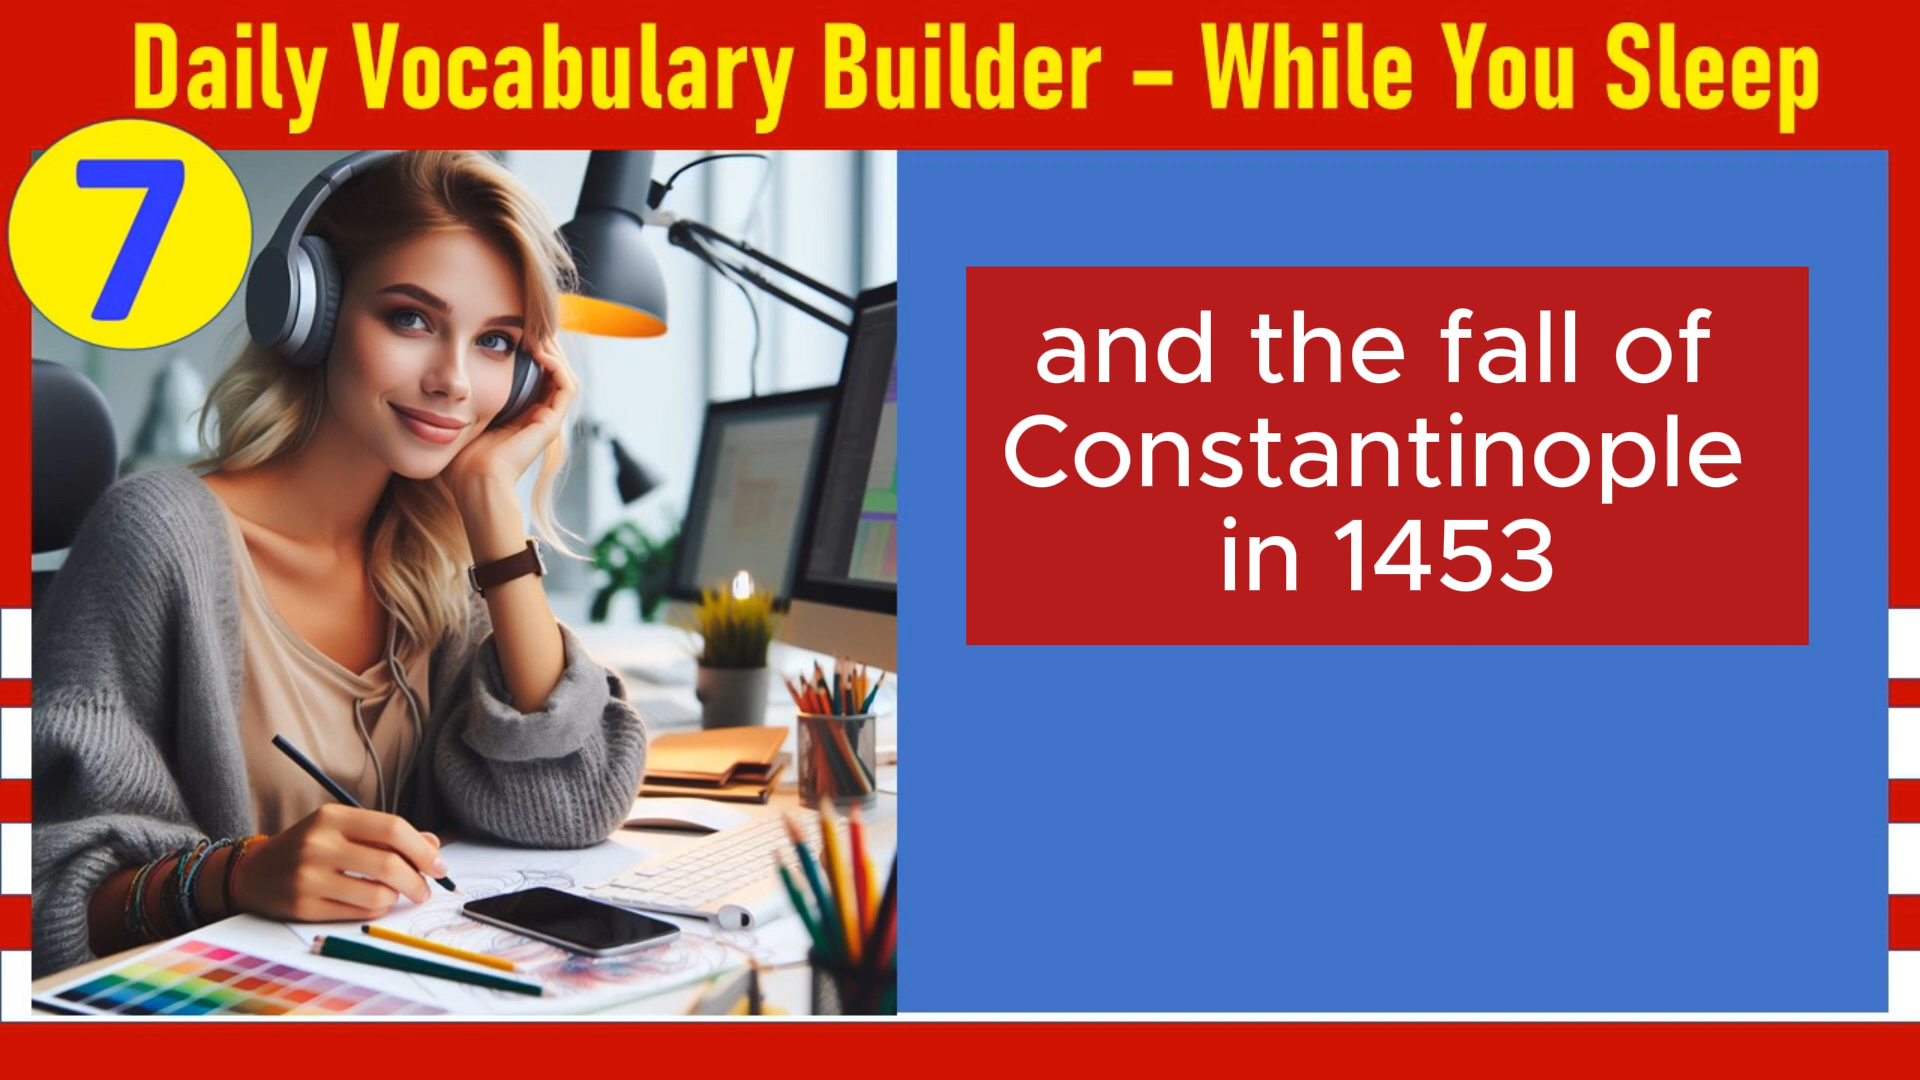 Daily Vocabulary Builder – While You Sleep
7
and the fall of
Constantinople
in 1453